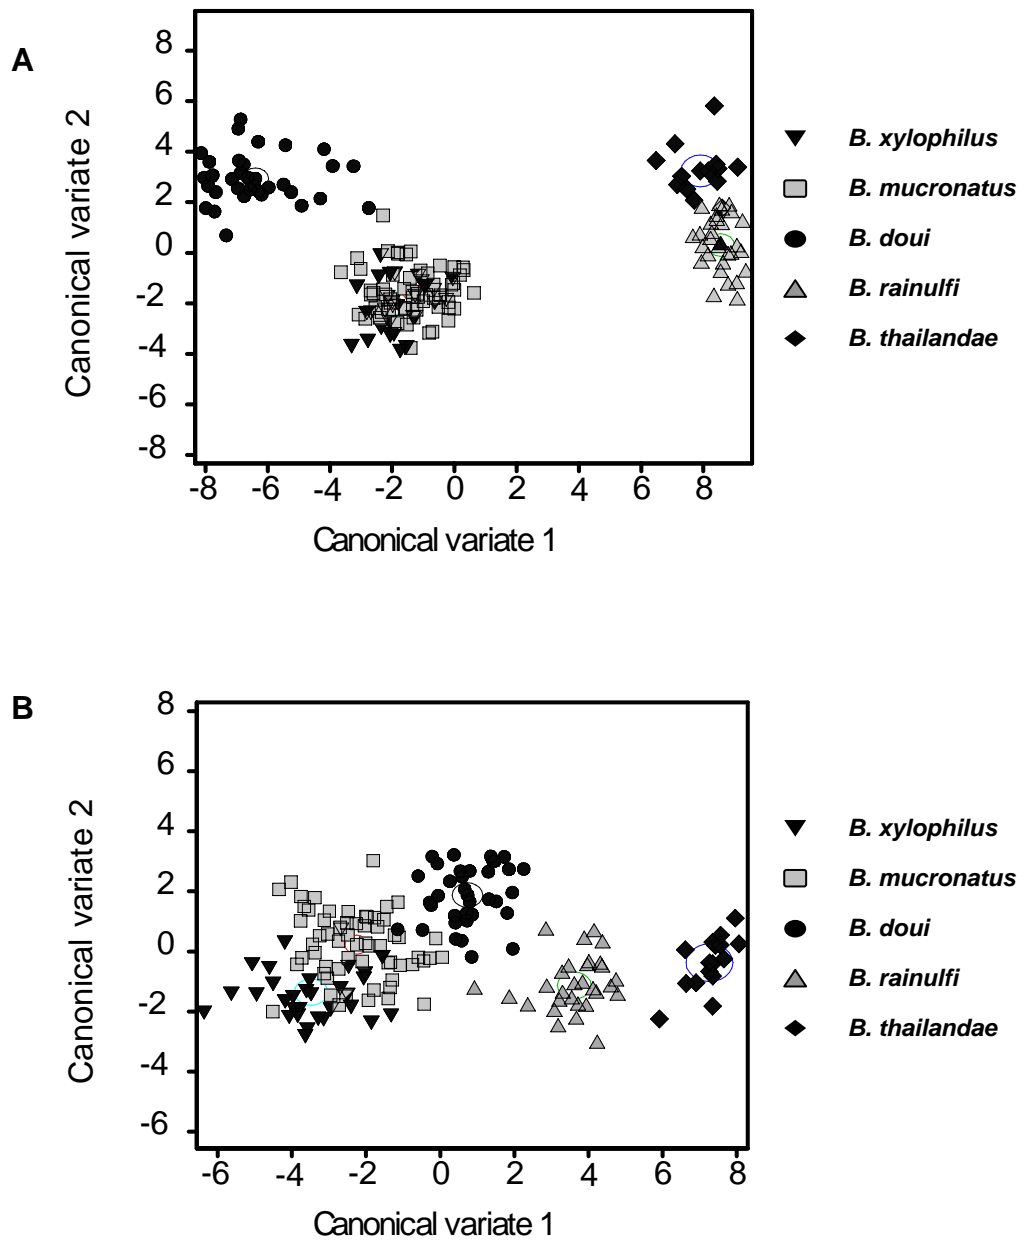 A
8
6
4
2
0
-2
-4
-6
-8
Canonical variate 2
-8 -6 -4 -2 0 2 4 6 8
Canonical variate 1
B. xylophilus
B. mucronatus
B. doui
B. rainulfi
B. thailandae
B
8
6
4
2
0
-2
-4
-6
Canonical variate 2
-6 -4 -2 0 2 4 6 8
Canonical variate 1
B. xylophilus
B. mucronatus
B. doui
B. rainulfi
B. thailandae